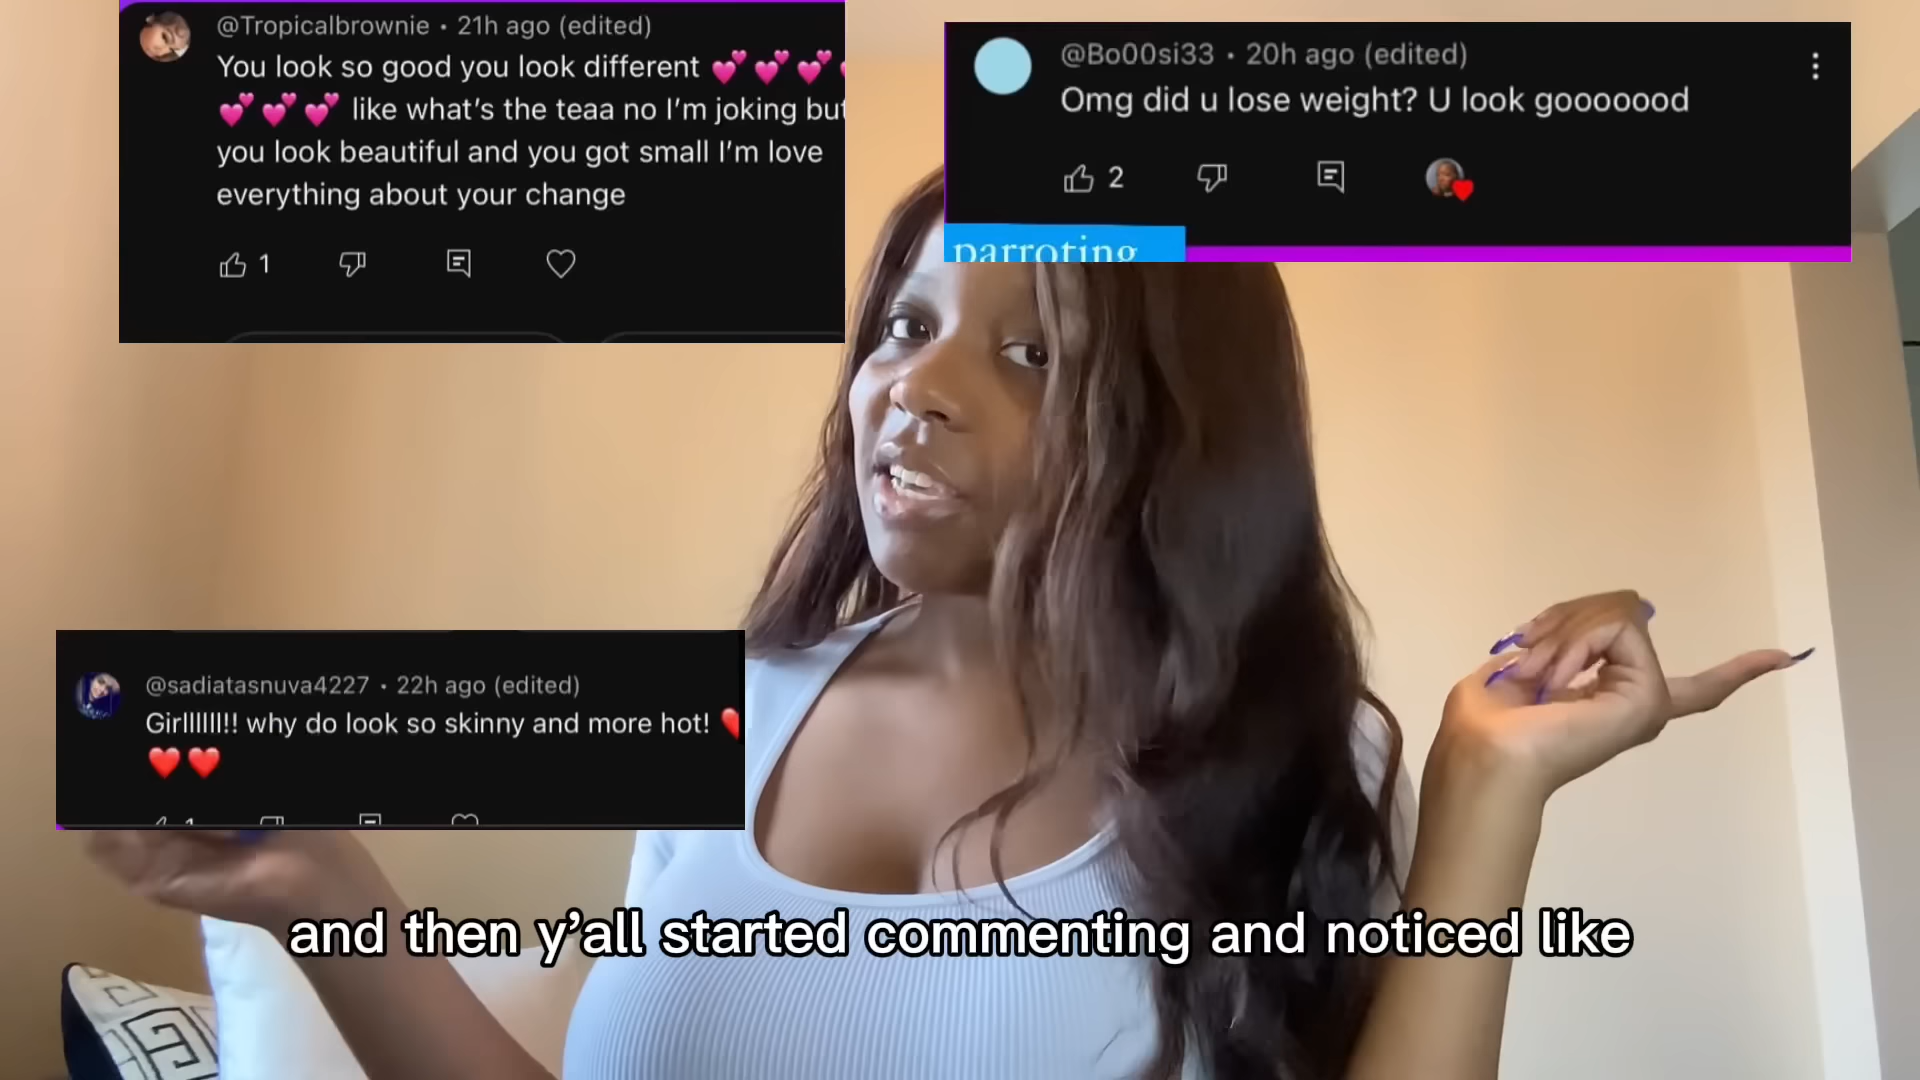 @Tropicalbrownie • 21h ago (edited)
You look so good you look different 💕💕💕
💕💕💕 like what's the teaa no I'm joking but
you look beautiful and you got small I'm love
everything about your change
1
@Bo00si33 • 20h ago (edited)
Omg did u lose weight? U look gooooood
2
parroting
@sadiatasnuva4227 • 22h ago (edited)
Girllllll!! why do look so skinny and more hot! ❤️
❤️❤️
1
and then y'all started commenting and noticed like